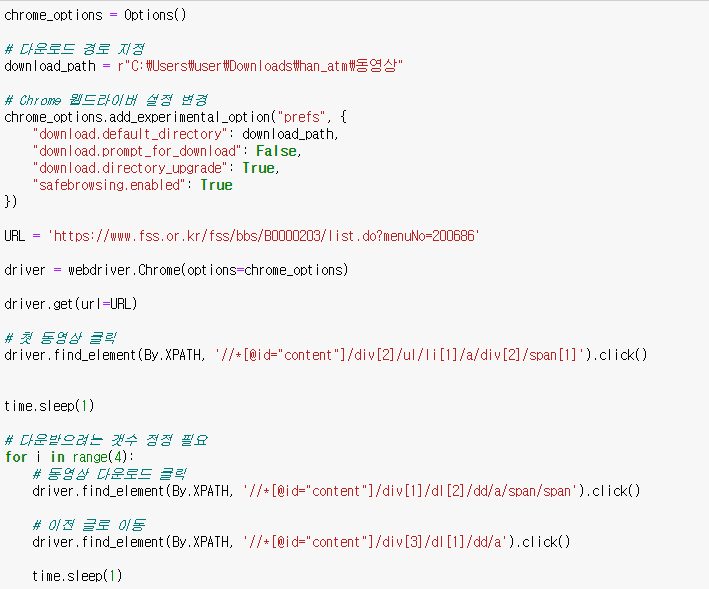 chrome_options = Options()
# 다운로드 경로 지정
download_path = r"C:\Users\user\Downloads\han_atm\동영상"
# Chrome 웹드라이버 설정 변경
chrome_options.add_experimental_option("prefs", {
    "download.default_directory": download_path,
    "download.prompt_for_download": False,
    "download.directory_upgrade": True,
    "safebrowsing.enabled": True
})
URL = 'https://www.fss.or.kr/fss/bbs/B0000203/list.do?menuNo=200686'
driver = webdriver.Chrome(options=chrome_options)
driver.get(url=URL)
# 첫 동영상 클릭
driver.find_element(By.XPATH, '//*[@id="content"]/div[2]/ul/li[1]/a/div[2]/span[1]').click()
time.sleep(1)
# 다운받으려는 갯수 정정 필요
for i in range(4):
    # 동영상 다운로드 클릭
    driver.find_element(By.XPATH, '//*[@id="content"]/div[1]/dl[2]/dd/a/span/span').click()
    # 이전 글로 이동
    driver.find_element(By.XPATH, '//*[@id="content"]/div[3]/dl[1]/dd/a').click()
    time.sleep(1)